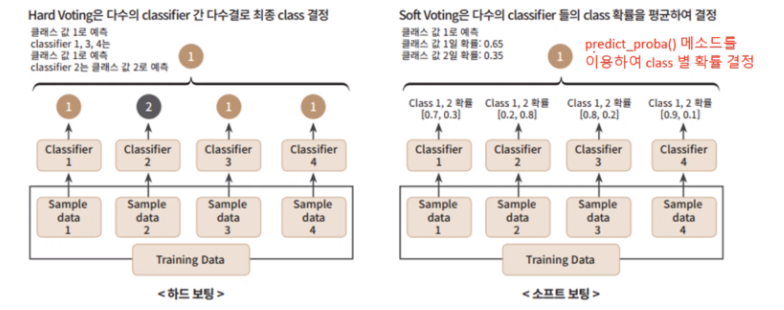 Hard Voting은 다수의 classifier 간 다수결로 최종 class 결정
클래스 값 1로 예측
classifier 1, 3, 4는
클래스 값 1로 예측
classifier 2는 클래스 값 2로 예측
1
1
2
1
1
Classifier
1
Classifier
2
Classifier
3
Classifier
4
Sample
data
1
Sample
data
2
Sample
data
3
Sample
data
4
Training Data
< 하드 보팅 >
Soft Voting은 다수의 classifier 들의 class 확률을 평균하여 결정
클래스 값 1로 예측
클래스 값 1일 확률: 0.65
클래스 값 2일 확률: 0.35
1
predict_proba() 메소드를
이용하여 class 별 확률 결정
Class 1, 2 확률
[0.7, 0.3]
Class 1, 2 확률
[0.2, 0.8]
Class 1, 2 확률
[0.8, 0.2]
Class 1, 2 확률
[0.9, 0.1]
Classifier
1
Classifier
2
Classifier
3
Classifier
4
Sample
data
1
Sample
data
2
Sample
data
3
Sample
data
4
Training Data
< 소프트 보팅 >